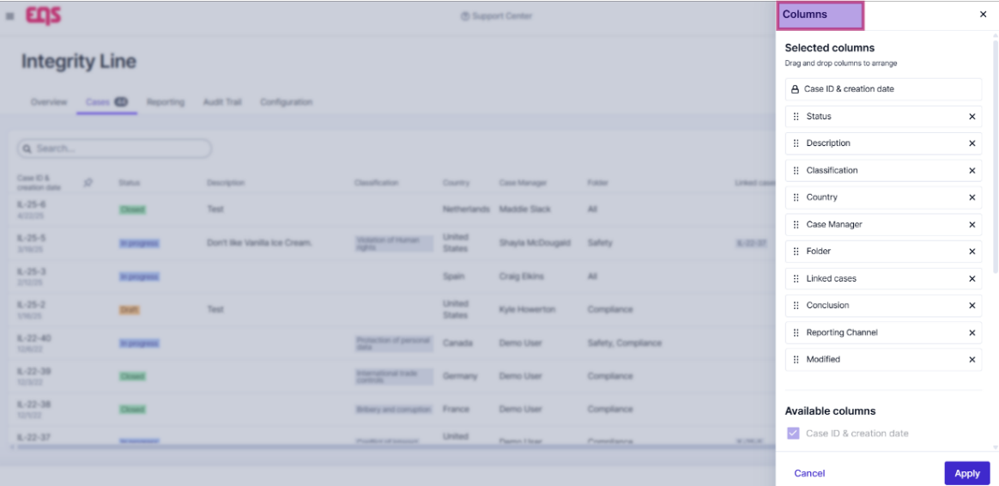 EQS
Support Center
Integrity Line
Overview Cases 44 Reporting Audit Trail Configuration
Search...
Case ID & creation date Status Description Classification Country Case Manager Folder Linked case
IL-25-6 4/22/25 Closed Test Netherlands Maddie Slack All
IL-25-5 3/19/25 In progress Don't like Vanilla Ice Cream. Violation of Human rights United States Shayla McDougald Safety IL-22-07
IL-25-3 2/12/25 In progress Spain Craig Elkins All
IL-25-2 1/16/25 Draft Test United States Kyle Howerton Compliance
IL-22-40 12/6/22 In progress Protection of personal data Canada Demo User Safety, Compliance
IL-22-39 12/3/22 Closed International trade controls Germany Demo User Compliance
IL-22-38 12/1/22 Closed Bribery and corruption France Demo User Compliance
IL-22-37 In progress Conflict of interest United Demo User Compliance
Columns
Selected columns
Drag and drop columns to arrange
Case ID & creation date
Status
Description
Classification
Country
Case Manager
Folder
Linked cases
Conclusion
Reporting Channel
Modified
Available columns
Case ID & creation date
Cancel Apply